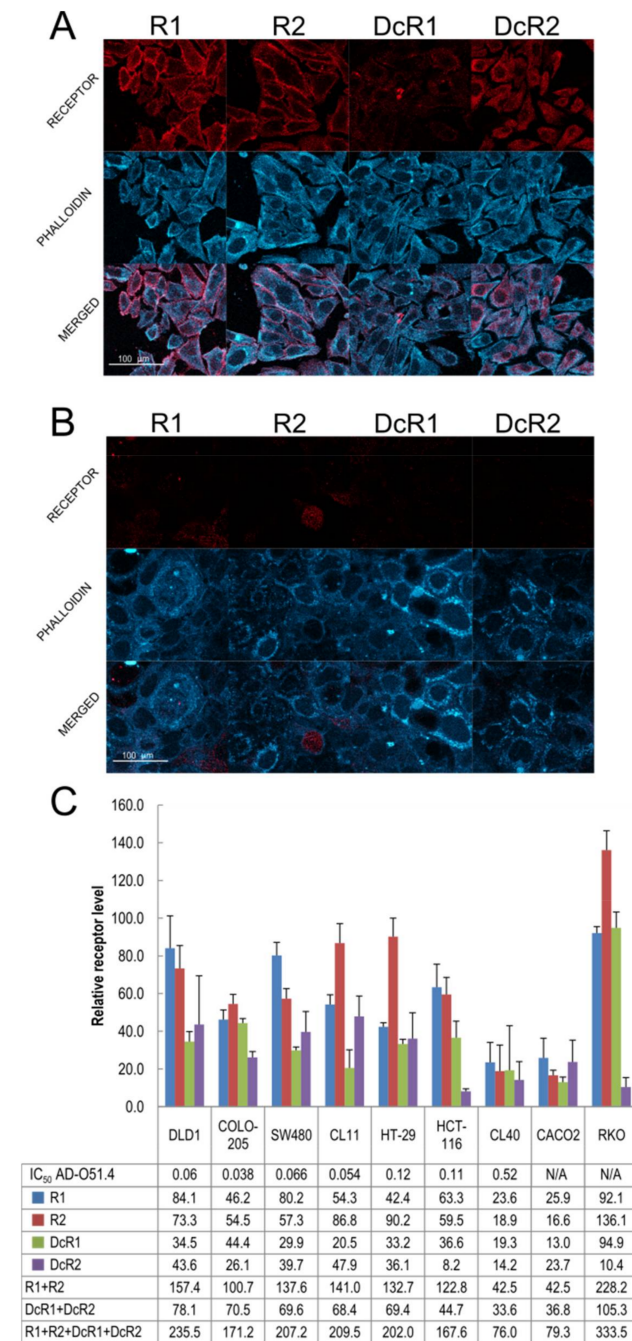 A
R1 R2 DcR1 DcR2
RECEPTOR
PHALLOIDIN
MERGED
100 µm
B
R1 R2 DcR1 DcR2
RECEPTOR
PHALLOIDIN
MERGED
100 µm
C
Relative receptor level
160.0
140.0
120.0
100.0
80.0
60.0
40.0
20.0
0.0
DLD1 COLO-205 SW480 CL11 HT-29 HCT-116 CL40 CACO2 RKO
IC50 AD-O51.4 0.06 0.038 0.066 0.054 0.12 0.11 0.52 N/A N/A
R1 84.1 46.2 80.2 54.3 42.4 63.3 23.6 25.9 92.1
R2 73.3 54.5 57.3 86.8 90.2 59.5 18.9 16.6 136.1
DcR1 34.5 44.4 29.9 20.5 33.2 36.6 19.3 13.0 94.9
DcR2 43.6 26.1 39.7 47.9 36.1 8.2 14.2 23.7 10.4
R1+R2 157.4 100.7 137.6 141.0 132.7 122.8 42.5 42.5 228.2
DcR1+DcR2 78.1 70.5 69.6 68.4 69.4 44.7 33.6 36.8 105.3
R1+R2+DcR1+DcR2 235.5 171.2 207.2 209.5 202.0 167.6 76.0 79.3 333.5